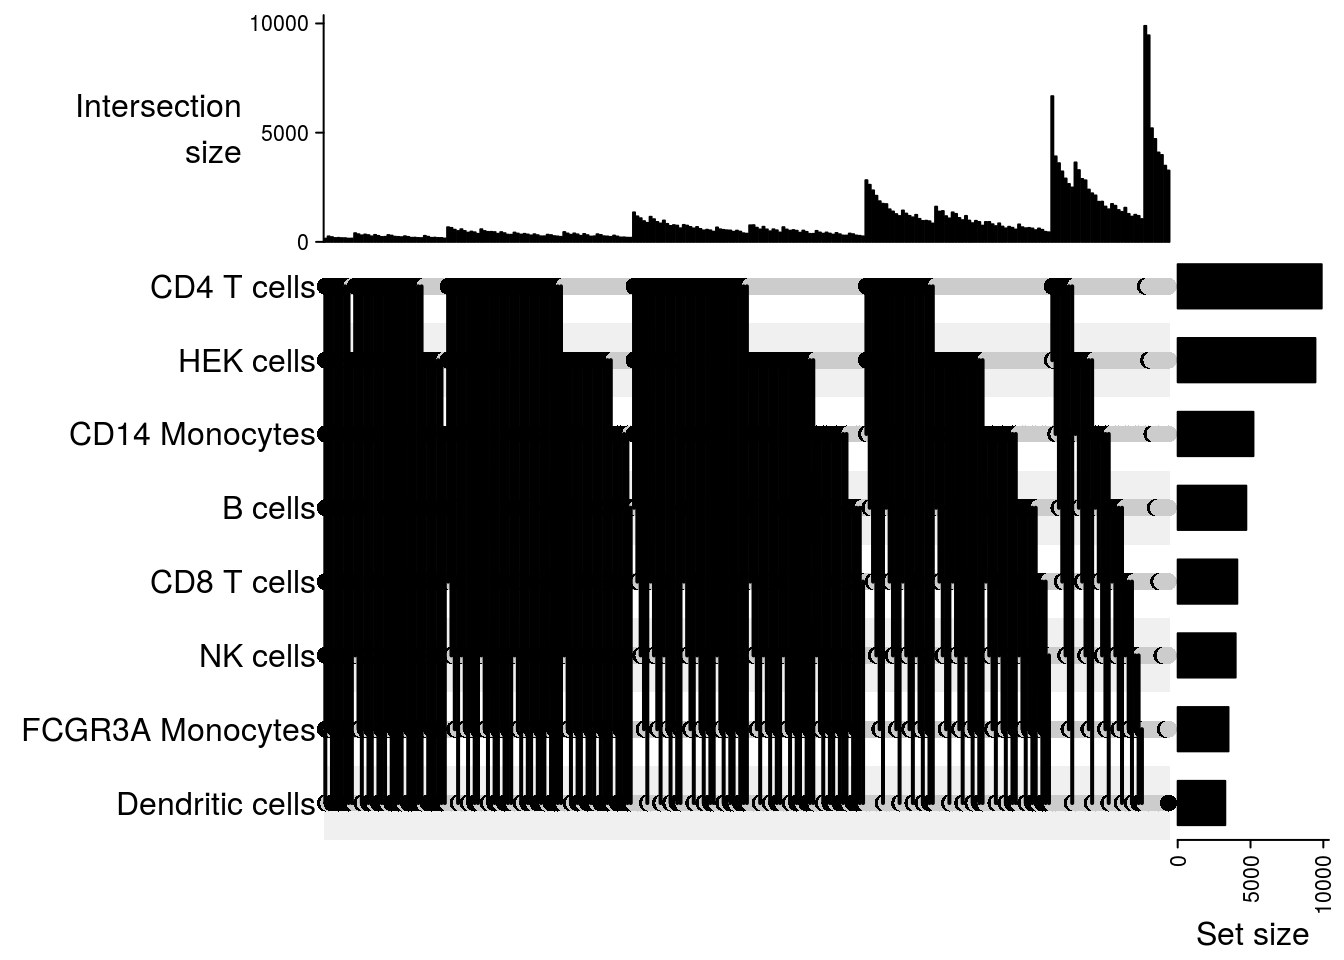 10000
Intersection
size
5000
0
CD4 T cells
HEK cells
CD14 Monocytes
B cells
CD8 T cells
NK cells
FCGR3A Monocytes
Dendritic cells
0
5000
10000
Set size